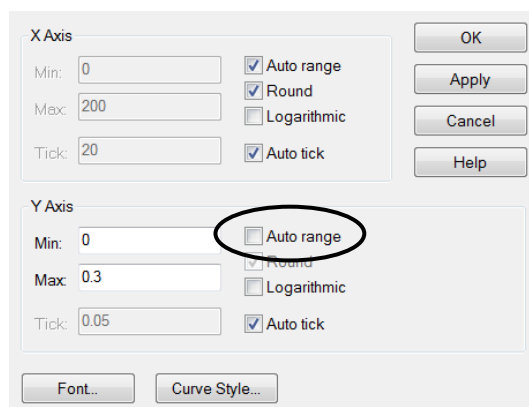 X Axis
Min: 0
Max: 200
Tick: 20
Auto range
Round
Logarithmic
Auto tick
OK
Apply
Cancel
Help
Y Axis
Min: 0
Max: 0.3
Tick: 0.05
Auto range
Round
Logarithmic
Auto tick
Font...
Curve Style...